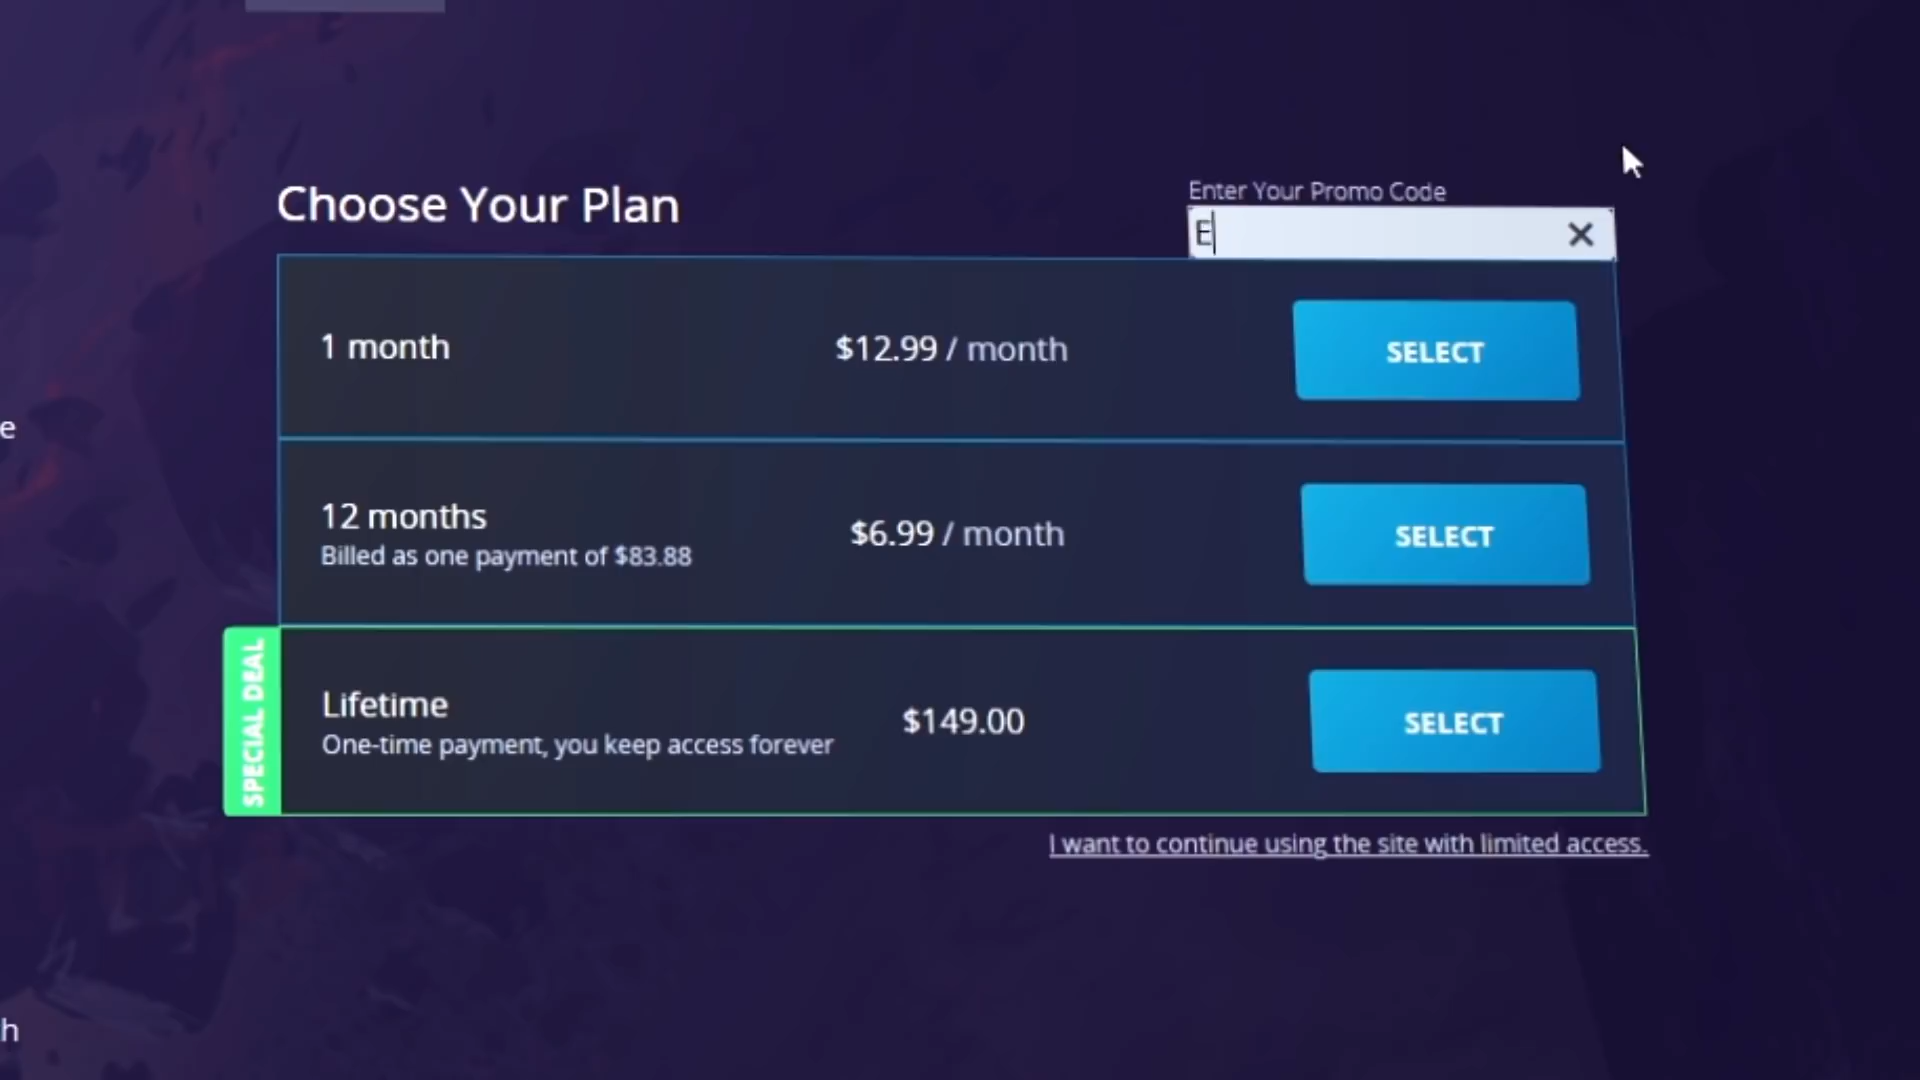 Choose Your Plan
Enter Your Promo Code
E
1 month
$12.99 / month
SELECT
12 months
Billed as one payment of $83.88
$6.99 / month
SELECT
SPECIAL DEAL
Lifetime
One-time payment, you keep access forever
$149.00
SELECT
I want to continue using the site with limited access.
e
h